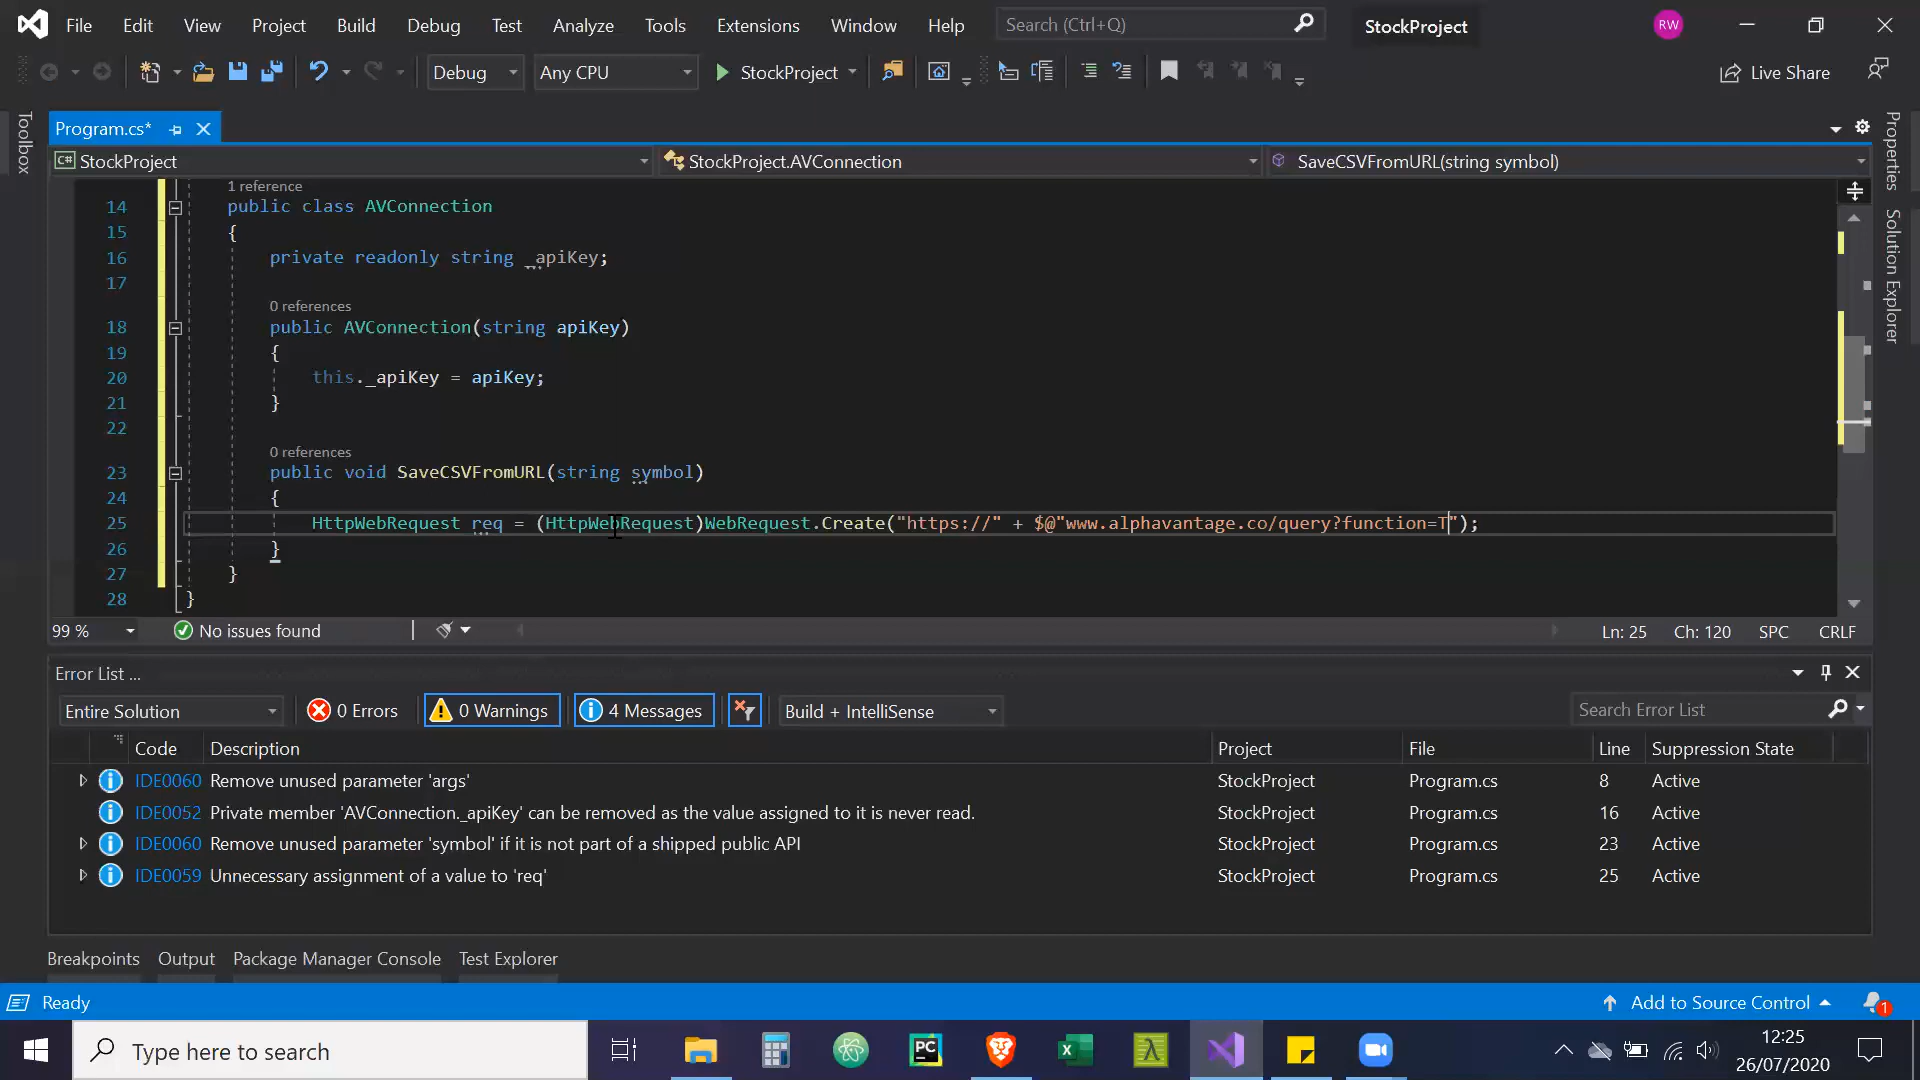 File Edit View Project Build Debug Test Analyze Tools Extensions Window Help Search (Ctrl+Q) StockProject RW
Debug Any CPU StockProject Live Share
Toolbox
Program.cs*
Properties
Solution Explorer
C# StockProject StockProject.AVConnection SaveCSVFromURL(string symbol)
1 reference
14 public class AVConnection
15 {
16 private readonly string _apiKey;
17
0 references
18 public AVConnection(string apiKey)
19 {
20 this._apiKey = apiKey;
21 }
22
0 references
23 public void SaveCSVFromURL(string symbol)
24 {
25 HttpWebRequest req = (HttpWebRequest)WebRequest.Create("https://" + $@"www.alphavantage.co/query?function=T");
26 }
27 }
28 }
99 % No issues found Ln: 25 Ch: 120 SPC CRLF
Error List ...
Entire Solution 0 Errors 0 Warnings 4 Messages Build + IntelliSense Search Error List
Code Description Project File Line Suppression State
IDE0060 Remove unused parameter 'args' StockProject Program.cs 8 Active
IDE0052 Private member 'AVConnection._apiKey' can be removed as the value assigned to it is never read. StockProject Program.cs 16 Active
IDE0060 Remove unused parameter 'symbol' if it is not part of a shipped public API StockProject Program.cs 23 Active
IDE0059 Unnecessary assignment of a value to 'req' StockProject Program.cs 25 Active
Breakpoints Output Package Manager Console Test Explorer
Ready Add to Source Control 1
Type here to search PC 12:25
26/07/2020